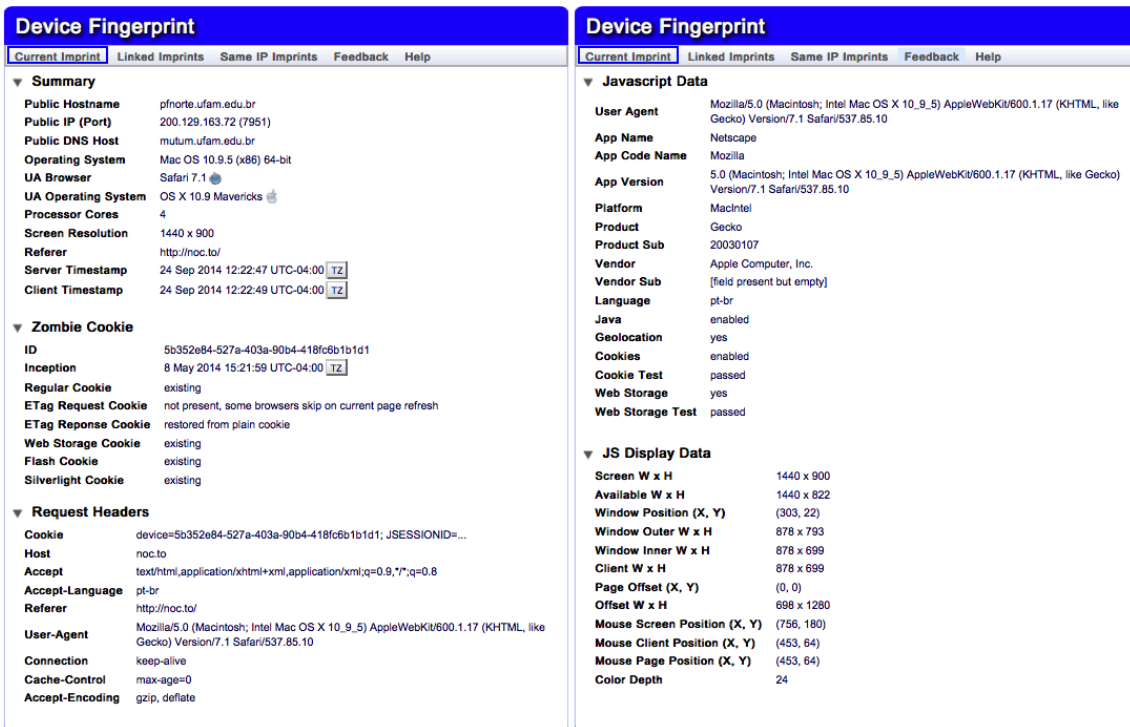 Device Fingerprint
Current Imprint Linked Imprints Same IP Imprints Feedback Help
Summary
Public Hostname pfnorte.ufam.edu.br
Public IP (Port) 200.129.163.72 (7951)
Public DNS Host mutum.ufam.edu.br
Operating System Mac OS 10.9.5 (x86) 64-bit
UA Browser Safari 7.1
UA Operating System OS X 10.9 Mavericks
Processor Cores 4
Screen Resolution 1440 x 900
Referer http://noc.to/
Server Timestamp 24 Sep 2014 12:22:47 UTC-04:00 TZ
Client Timestamp 24 Sep 2014 12:22:49 UTC-04:00 TZ
Zombie Cookie
ID 5b352e84-527a-403a-90b4-418fc6b1b1d1
Inception 8 May 2014 15:21:59 UTC-04:00 TZ
Regular Cookie existing
ETag Request Cookie not present, some browsers skip on current page refresh
ETag Reponse Cookie restored from plain cookie
Web Storage Cookie existing
Flash Cookie existing
Silverlight Cookie existing
Request Headers
Cookie device=5b352e84-527a-403a-90b4-418fc6b1b1d1; JSESSIONID=...
Host noc.to
Accept text/html,application/xhtml+xml,application/xml;q=0.9,*/*;q=0.8
Accept-Language pt-br
Referer http://noc.to/
User-Agent Mozilla/5.0 (Macintosh; Intel Mac OS X 10_9_5) AppleWebKit/600.1.17 (KHTML, like
Gecko) Version/7.1 Safari/537.85.10
Connection keep-alive
Cache-Control max-age=0
Accept-Encoding gzip, deflate
Device Fingerprint
Current Imprint Linked Imprints Same IP Imprints Feedback Help
Javascript Data
User Agent Mozilla/5.0 (Macintosh; Intel Mac OS X 10_9_5) AppleWebKit/600.1.17 (KHTML, like
Gecko) Version/7.1 Safari/537.85.10
App Name Netscape
App Code Name Mozilla
App Version 5.0 (Macintosh; Intel Mac OS X 10_9_5) AppleWebKit/600.1.17 (KHTML, like Gecko)
Version/7.1 Safari/537.85.10
Platform MacIntel
Product Gecko
Product Sub 20030107
Vendor Apple Computer, Inc.
Vendor Sub [field present but empty]
Language pt-br
Java enabled
Geolocation yes
Cookies enabled
Cookie Test passed
Web Storage yes
Web Storage Test passed
JS Display Data
Screen W x H 1440 x 900
Available W x H 1440 x 822
Window Position (X, Y) (303, 22)
Window Outer W x H 878 x 793
Window Inner W x H 878 x 699
Client W x H 878 x 699
Page Offset (X, Y) (0, 0)
Offset W x H 698 x 1280
Mouse Screen Position (X, Y) (756, 180)
Mouse Client Position (X, Y) (453, 64)
Mouse Page Position (X, Y) (453, 64)
Color Depth 24